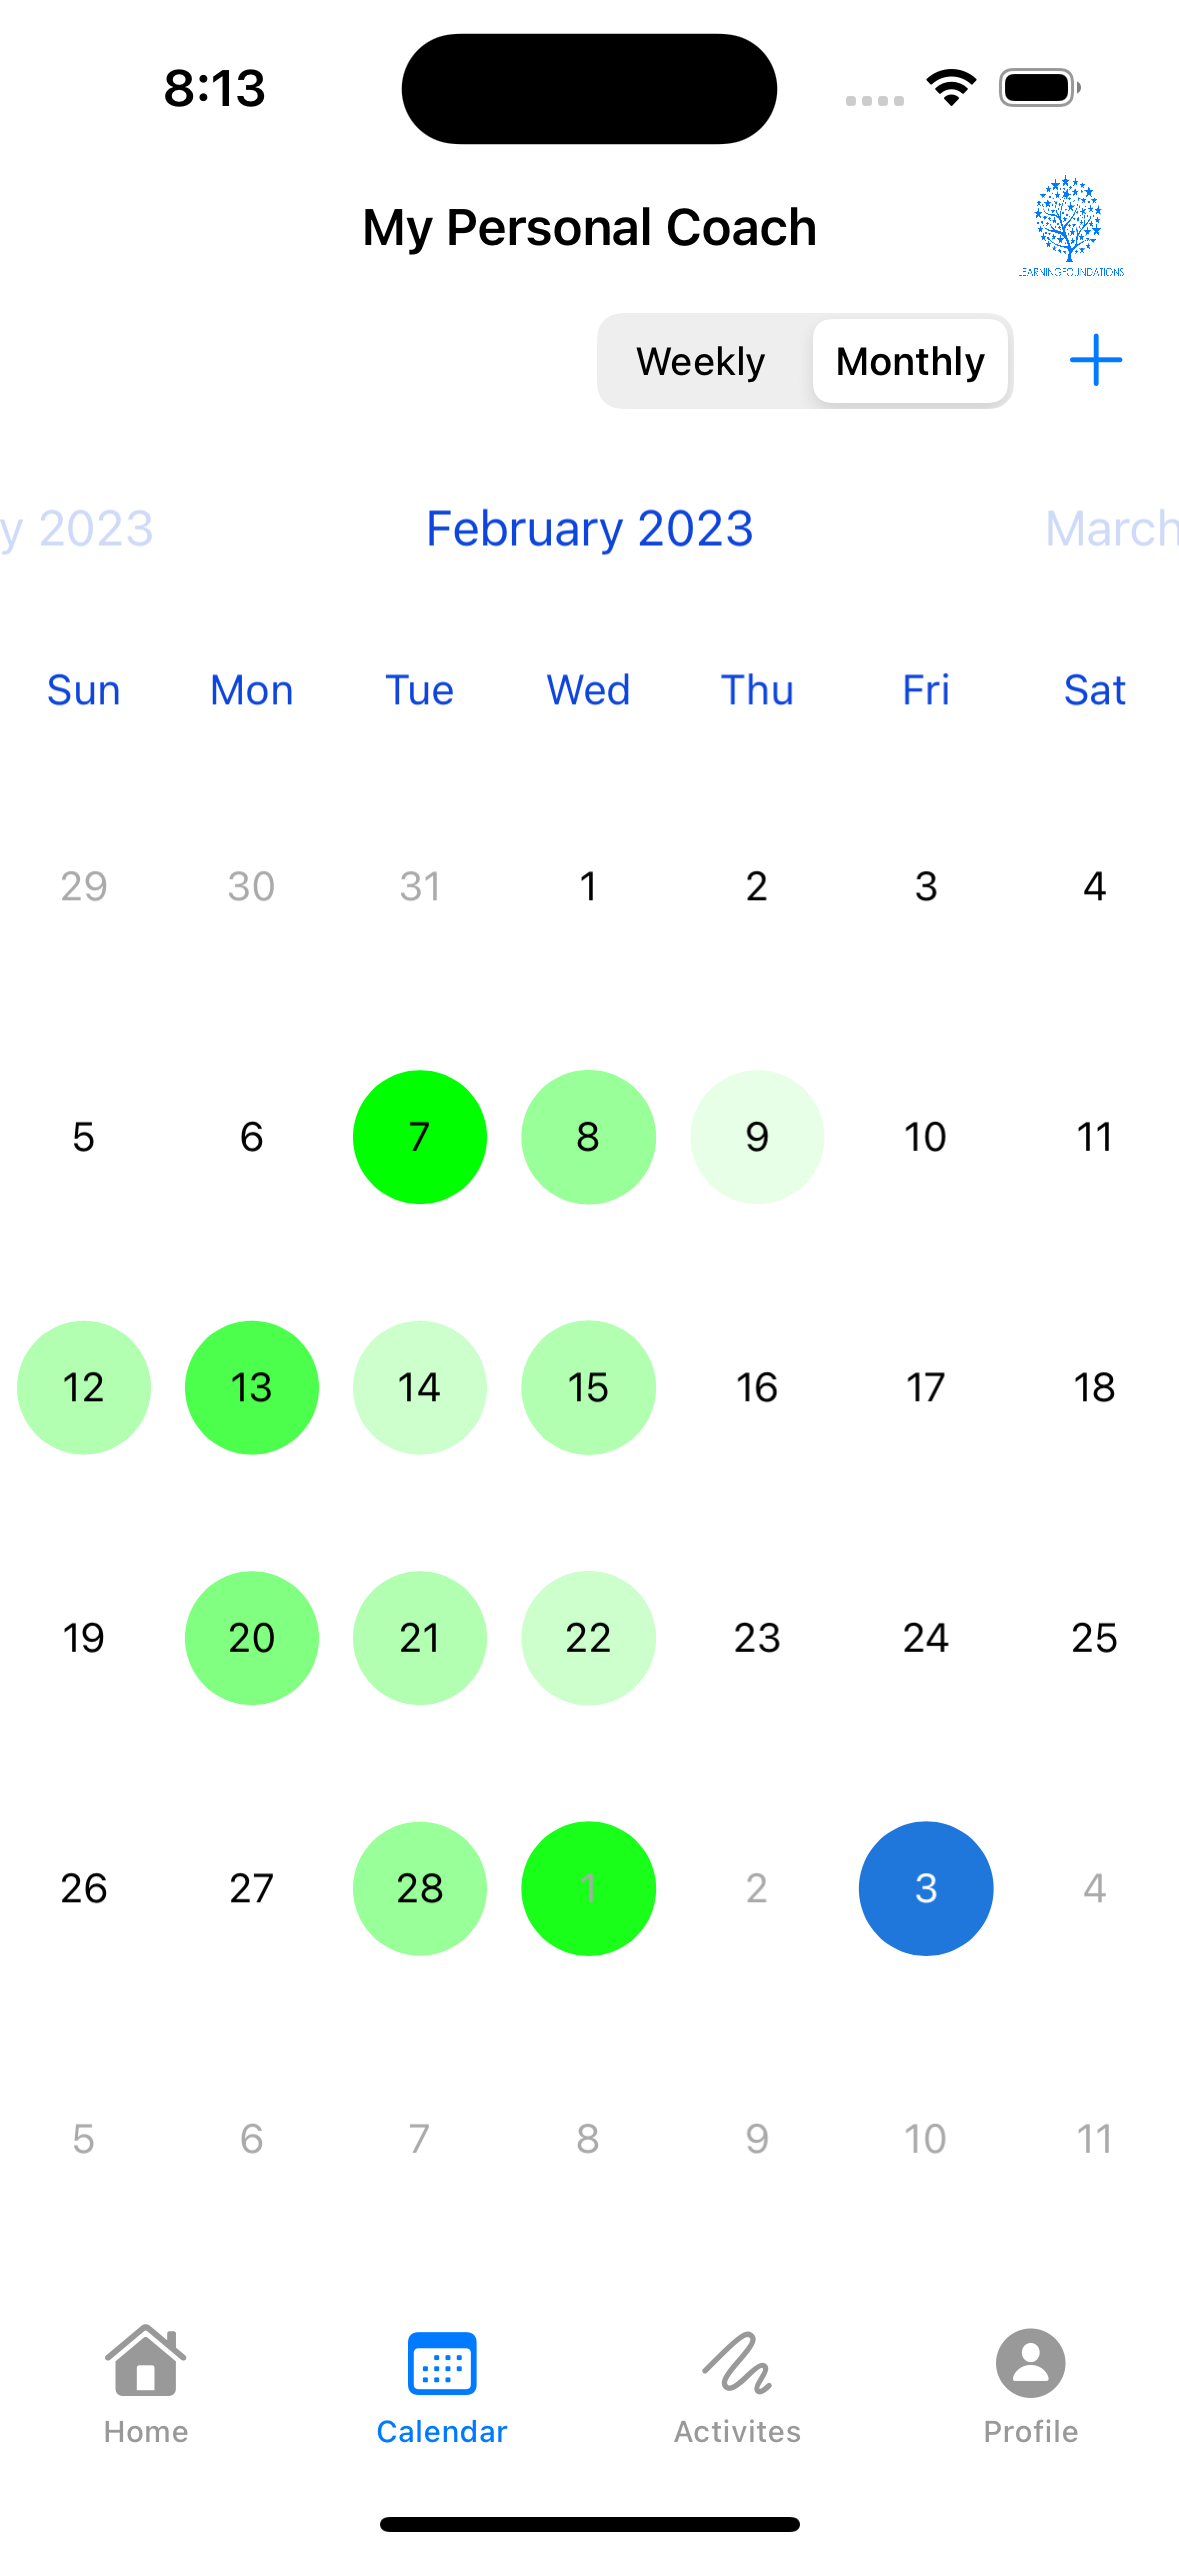 8:13
My Personal Coach
LEARNINGFOUNDATIONS
Weekly Monthly
y 2023 February 2023 March
Sun Mon Tue Wed Thu Fri Sat
29 30 31 1 2 3 4
5 6 7 8 9 10 11
12 13 14 15 16 17 18
19 20 21 22 23 24 25
26 27 28 1 2 3 4
5 6 7 8 9 10 11
Home Calendar Activites Profile